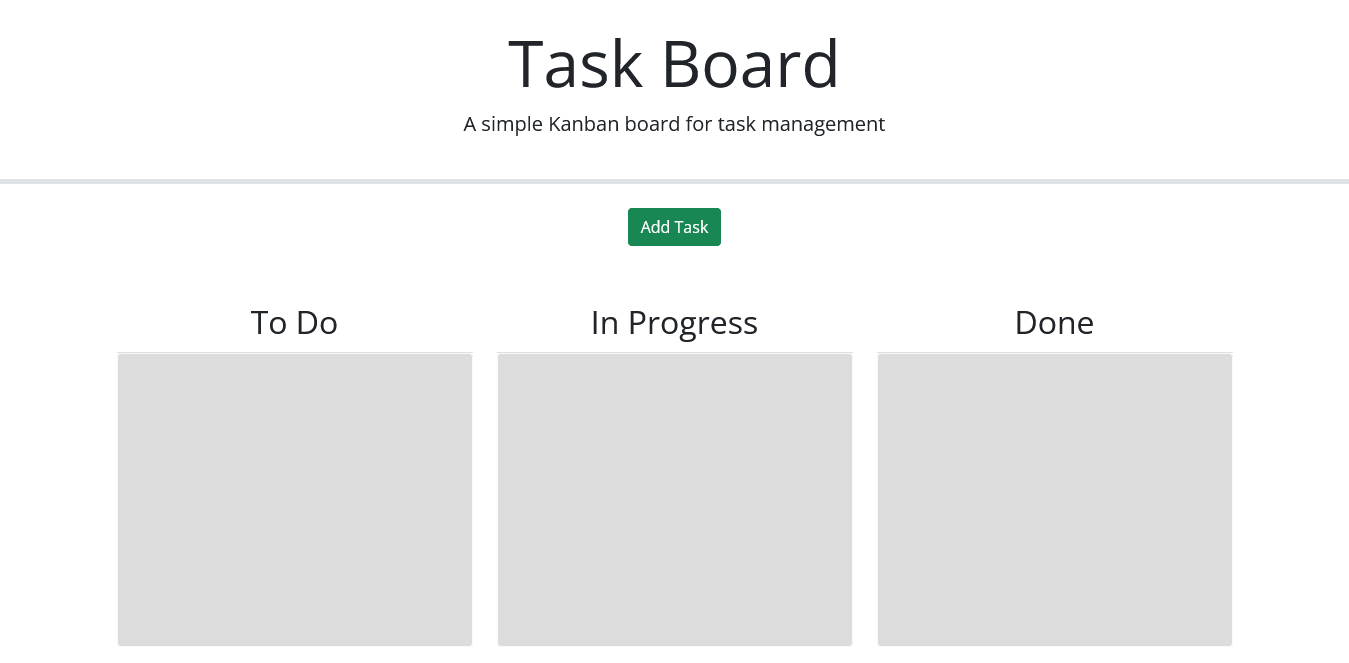 Task Board
A simple Kanban board for task management
Add Task
To Do
In Progress
Done